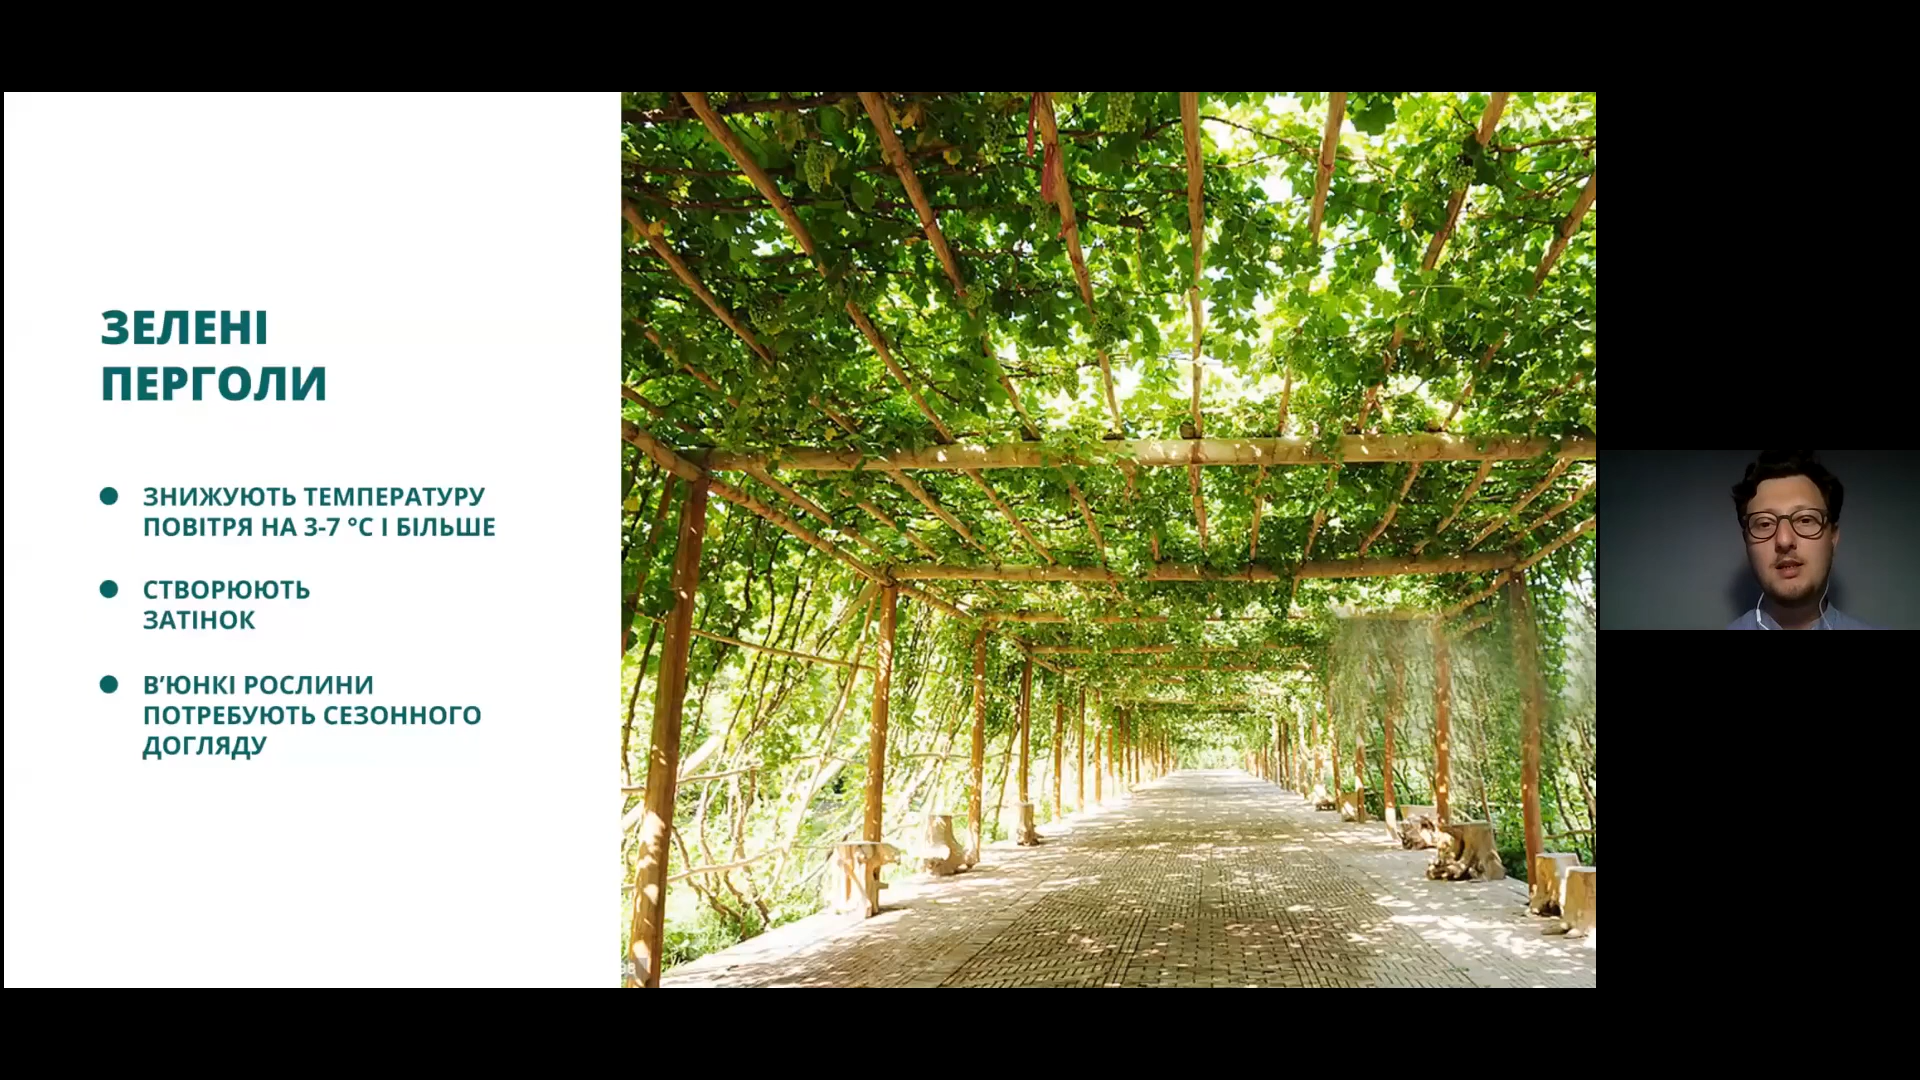 ЗЕЛЕНІ
ПЕРГОЛИ
ЗНИЖУЮТЬ ТЕМПЕРАТУРУ
ПОВІТРЯ НА 3-7 °С І БІЛЬШЕ
СТВОРЮЮТЬ
ЗАТІНОК
В’ЮНКІ РОСЛИНИ
ПОТРЕБУЮТЬ СЕЗОННОГО
ДОГЛЯДУ